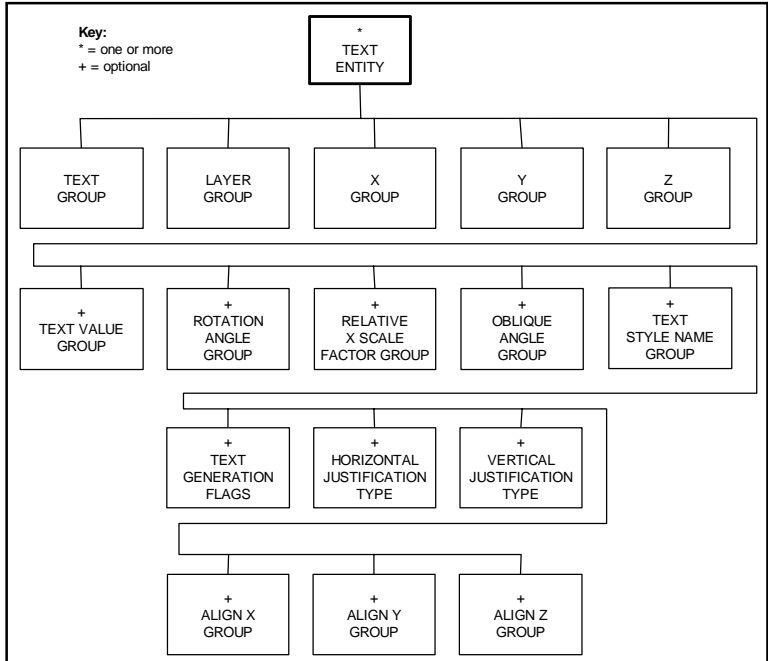 Key:
* = one or more
+ = optional
*
TEXT
ENTITY
TEXT
GROUP
LAYER
GROUP
X
GROUP
Y
GROUP
Z
GROUP
+
TEXT VALUE
GROUP
+
ROTATION
ANGLE
GROUP
+
RELATIVE
X SCALE
FACTOR GROUP
+
OBLIQUE
ANGLE
GROUP
+
TEXT
STYLE NAME
GROUP
+
TEXT
GENERATION
FLAGS
+
HORIZONTAL
JUSTIFICATION
TYPE
+
VERTICAL
JUSTIFICATION
TYPE
+
ALIGN X
GROUP
+
ALIGN Y
GROUP
+
ALIGN Z
GROUP